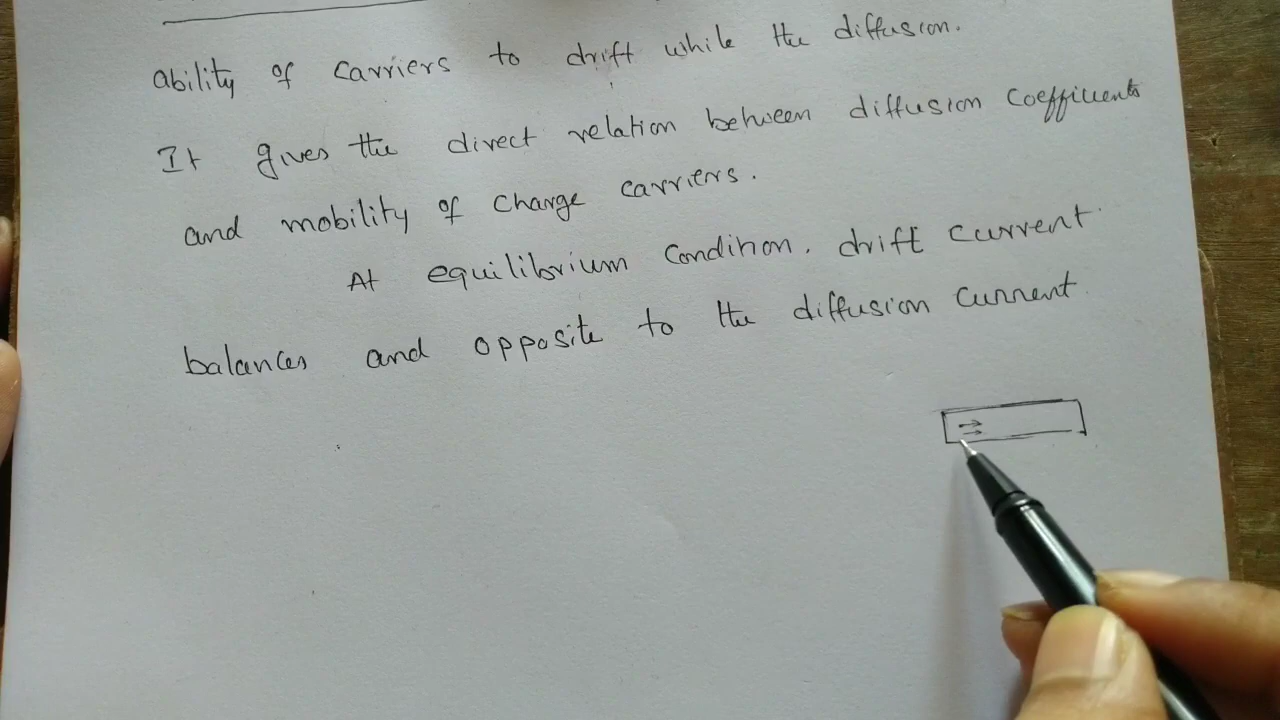 ability of carriers to drift while the diffusion.
It gives the direct relation between diffusion coefficients
and mobility of charge carriers.
At equilibrium condition, drift current
balances and opposite to the diffusion current